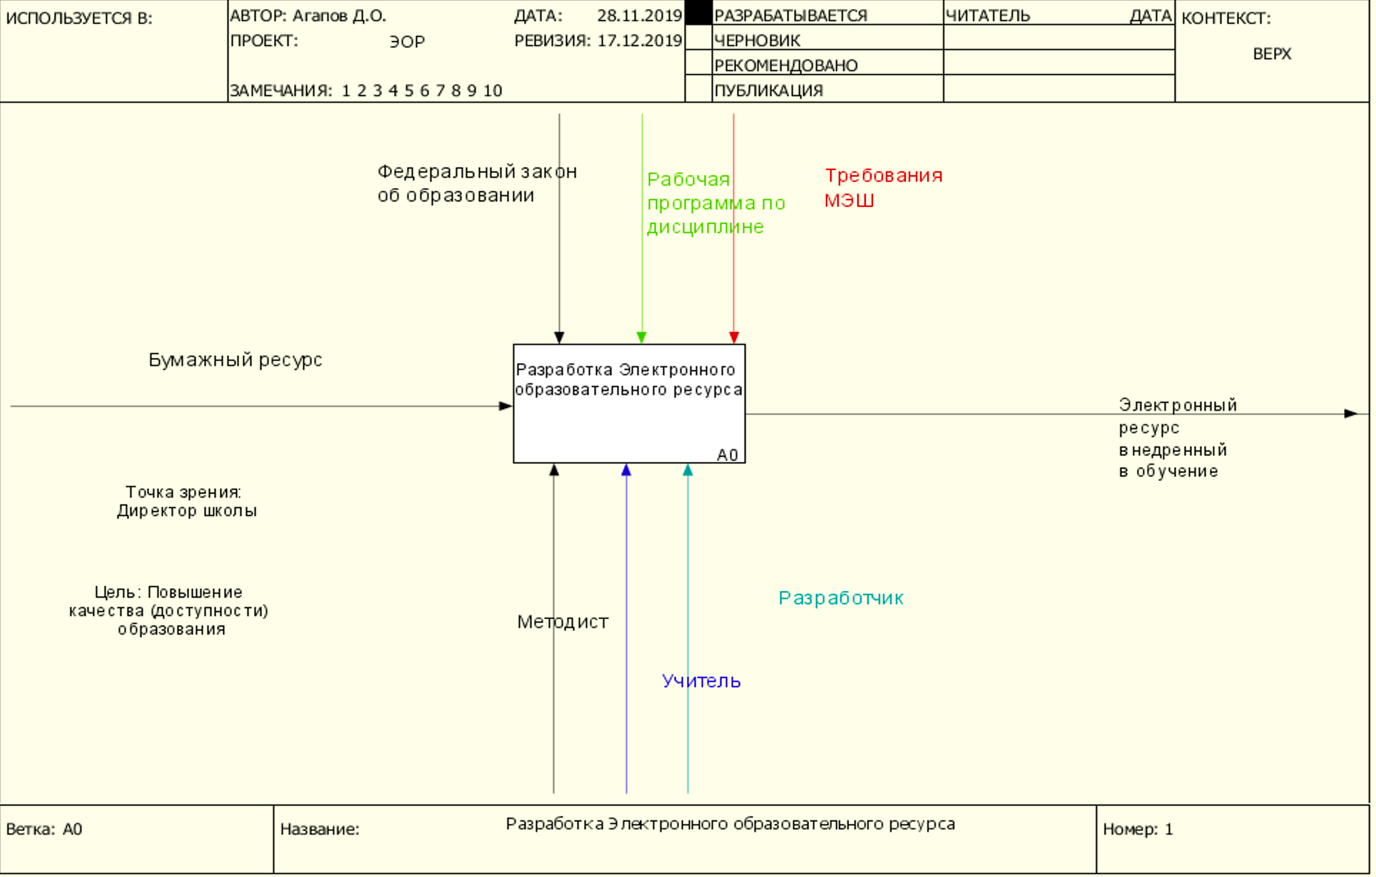 ИСПОЛЬЗУЕТСЯ В:
АВТОР: Агапов Д.О.
ДАТА: 28.11.2019
ПРОЕКТ: ЭОР
РЕВИЗИЯ: 17.12.2019
ЗАМЕЧАНИЯ: 1 2 3 4 5 6 7 8 9 10
РАЗРАБАТЫВАЕТСЯ
ЧЕРНОВИК
РЕКОМЕНДОВАНО
ПУБЛИКАЦИЯ
ЧИТАТЕЛЬ ДАТА
КОНТЕКСТ:
ВЕРХ
Федеральный закон
об образовании
Рабочая
программа по
дисциплине
Требования
МЭШ
Бумажный ресурс
Разработка Электронного
образовательного ресурса
A0
Электронный
ресурс
внедренный
в обучение
Точка зрения:
Директор школы
Цель: Повышение
качества (доступности)
образования
Методист
Учитель
Разработчик
Ветка: A0
Название:
Разработка Электронного образовательного ресурса
Номер: 1